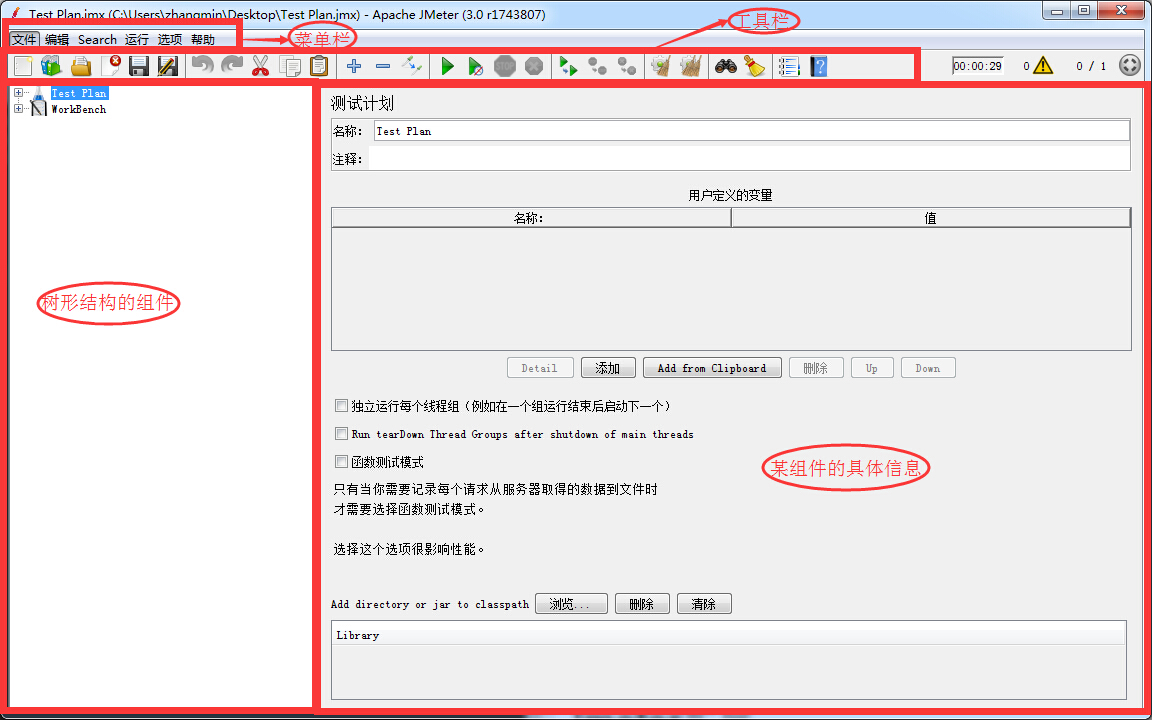 Test Plan.jmx (C:\Users\zhangmin\Desktop\Test Plan.jmx) - Apache JMeter (3.0 r1743807)
工具栏
文件 编辑 Search 运行 选项 帮助
菜单栏
00:00:29 0 0 / 1
Test Plan
WorkBench
测试计划
名称： Test Plan
注释：
用户定义的变量
名称： 值
树形结构的组件
Detail 添加 Add from Clipboard 删除 Up Down
独立运行每个线程组（例如在一个组运行结束后启动下一个）
Run tearDown Thread Groups after shutdown of main threads
函数测试模式
某组件的具体信息
只有当你需要记录每个请求从服务器取得的数据到文件时
才需要选择函数测试模式。
选择这个选项很影响性能。
Add directory or jar to classpath 浏览... 删除 清除
Library